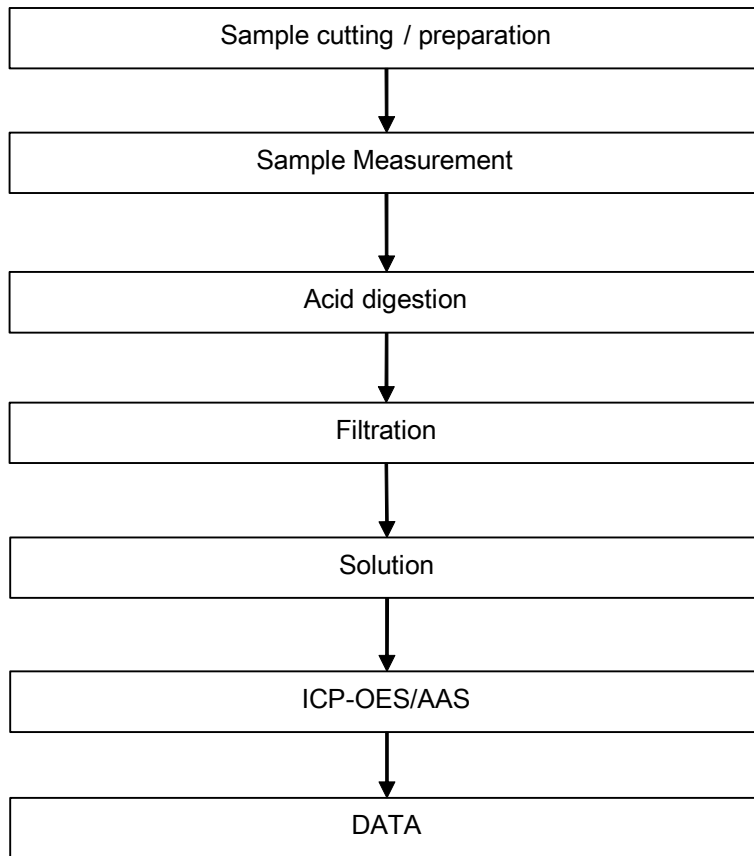 Sample cutting / preparation
Sample Measurement
Acid digestion
Filtration
Solution
ICP-OES/AAS
DATA